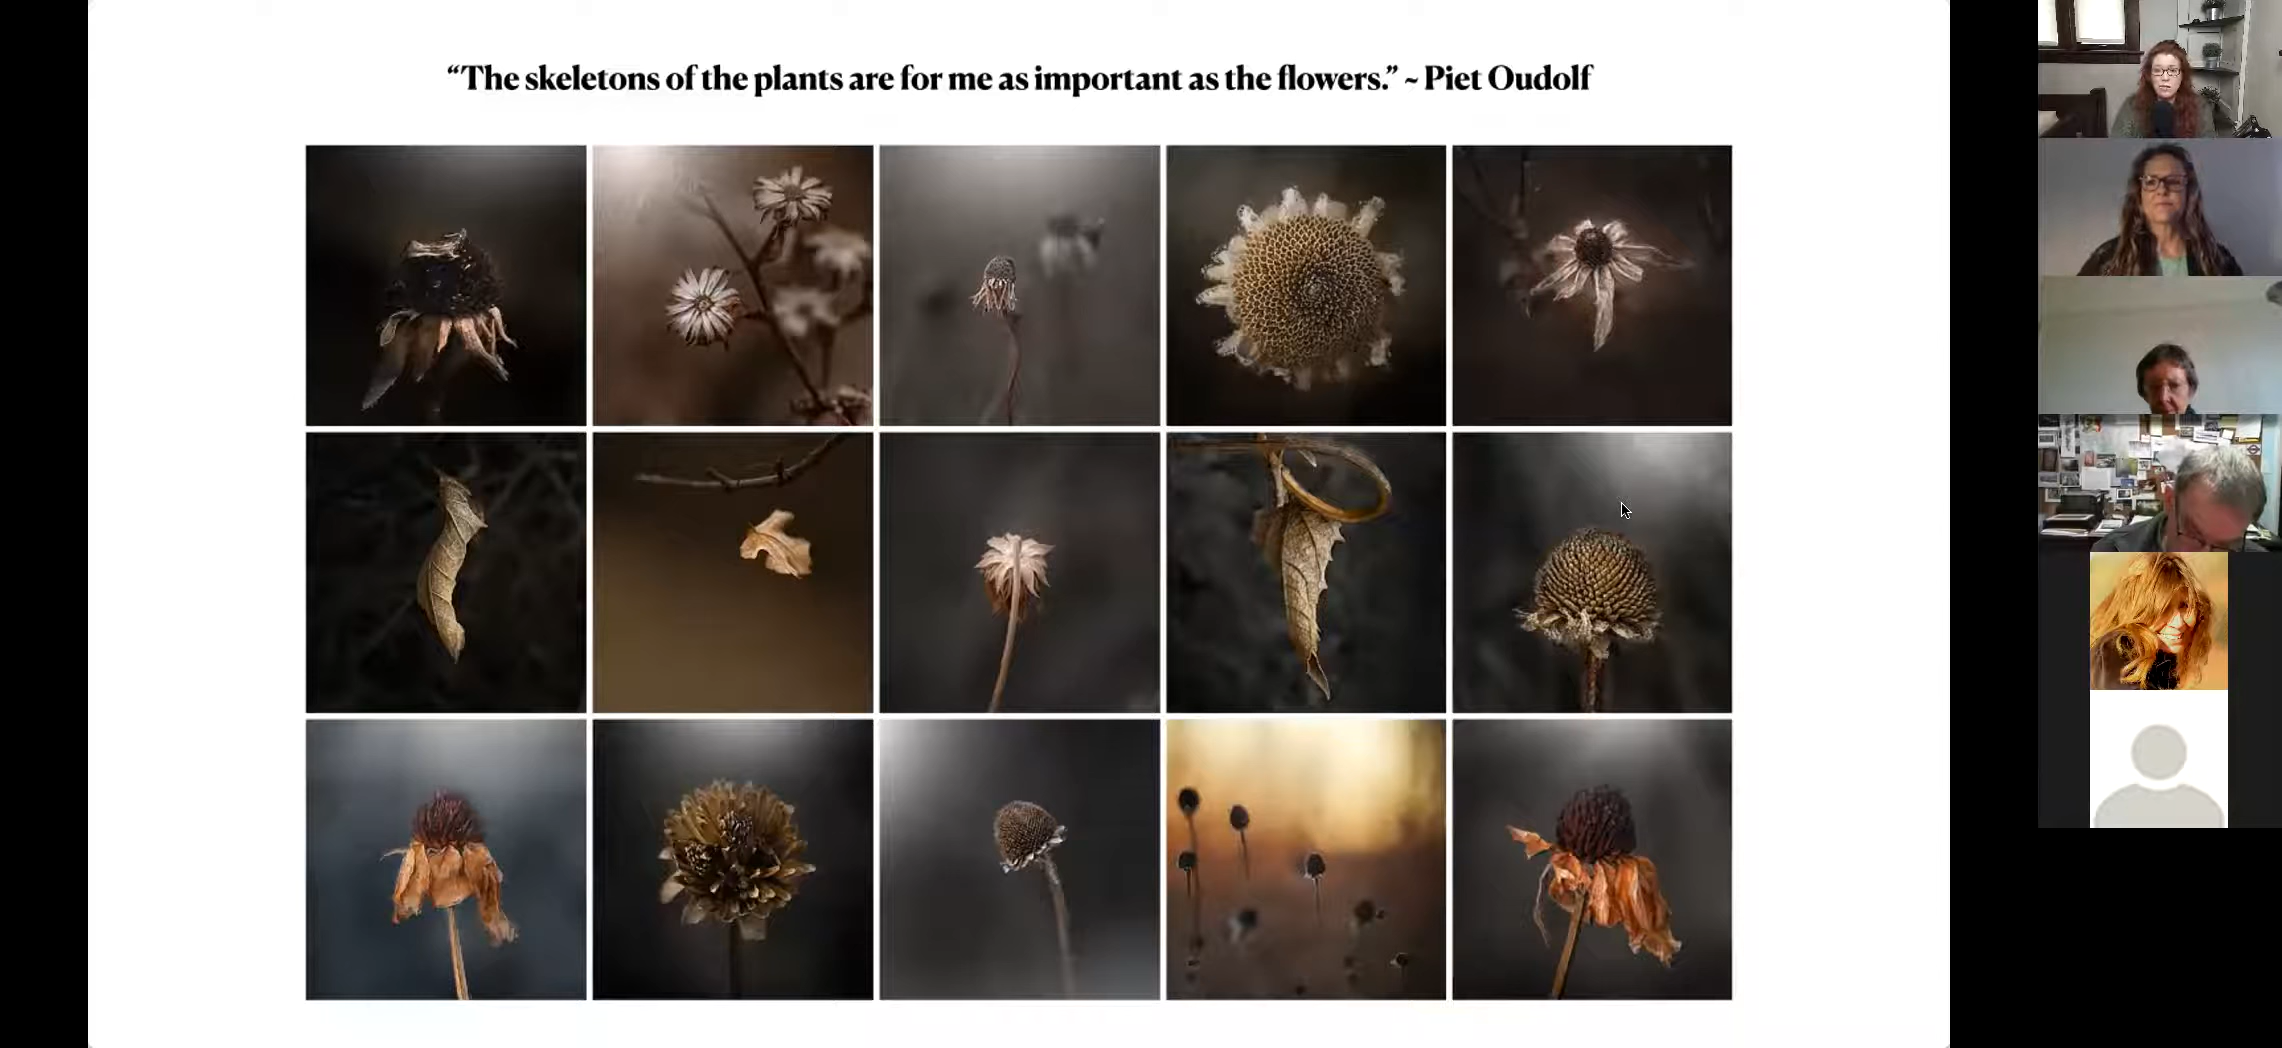 “The skeletons of the plants are for me as important as the flowers.” ~ Piet Oudolf